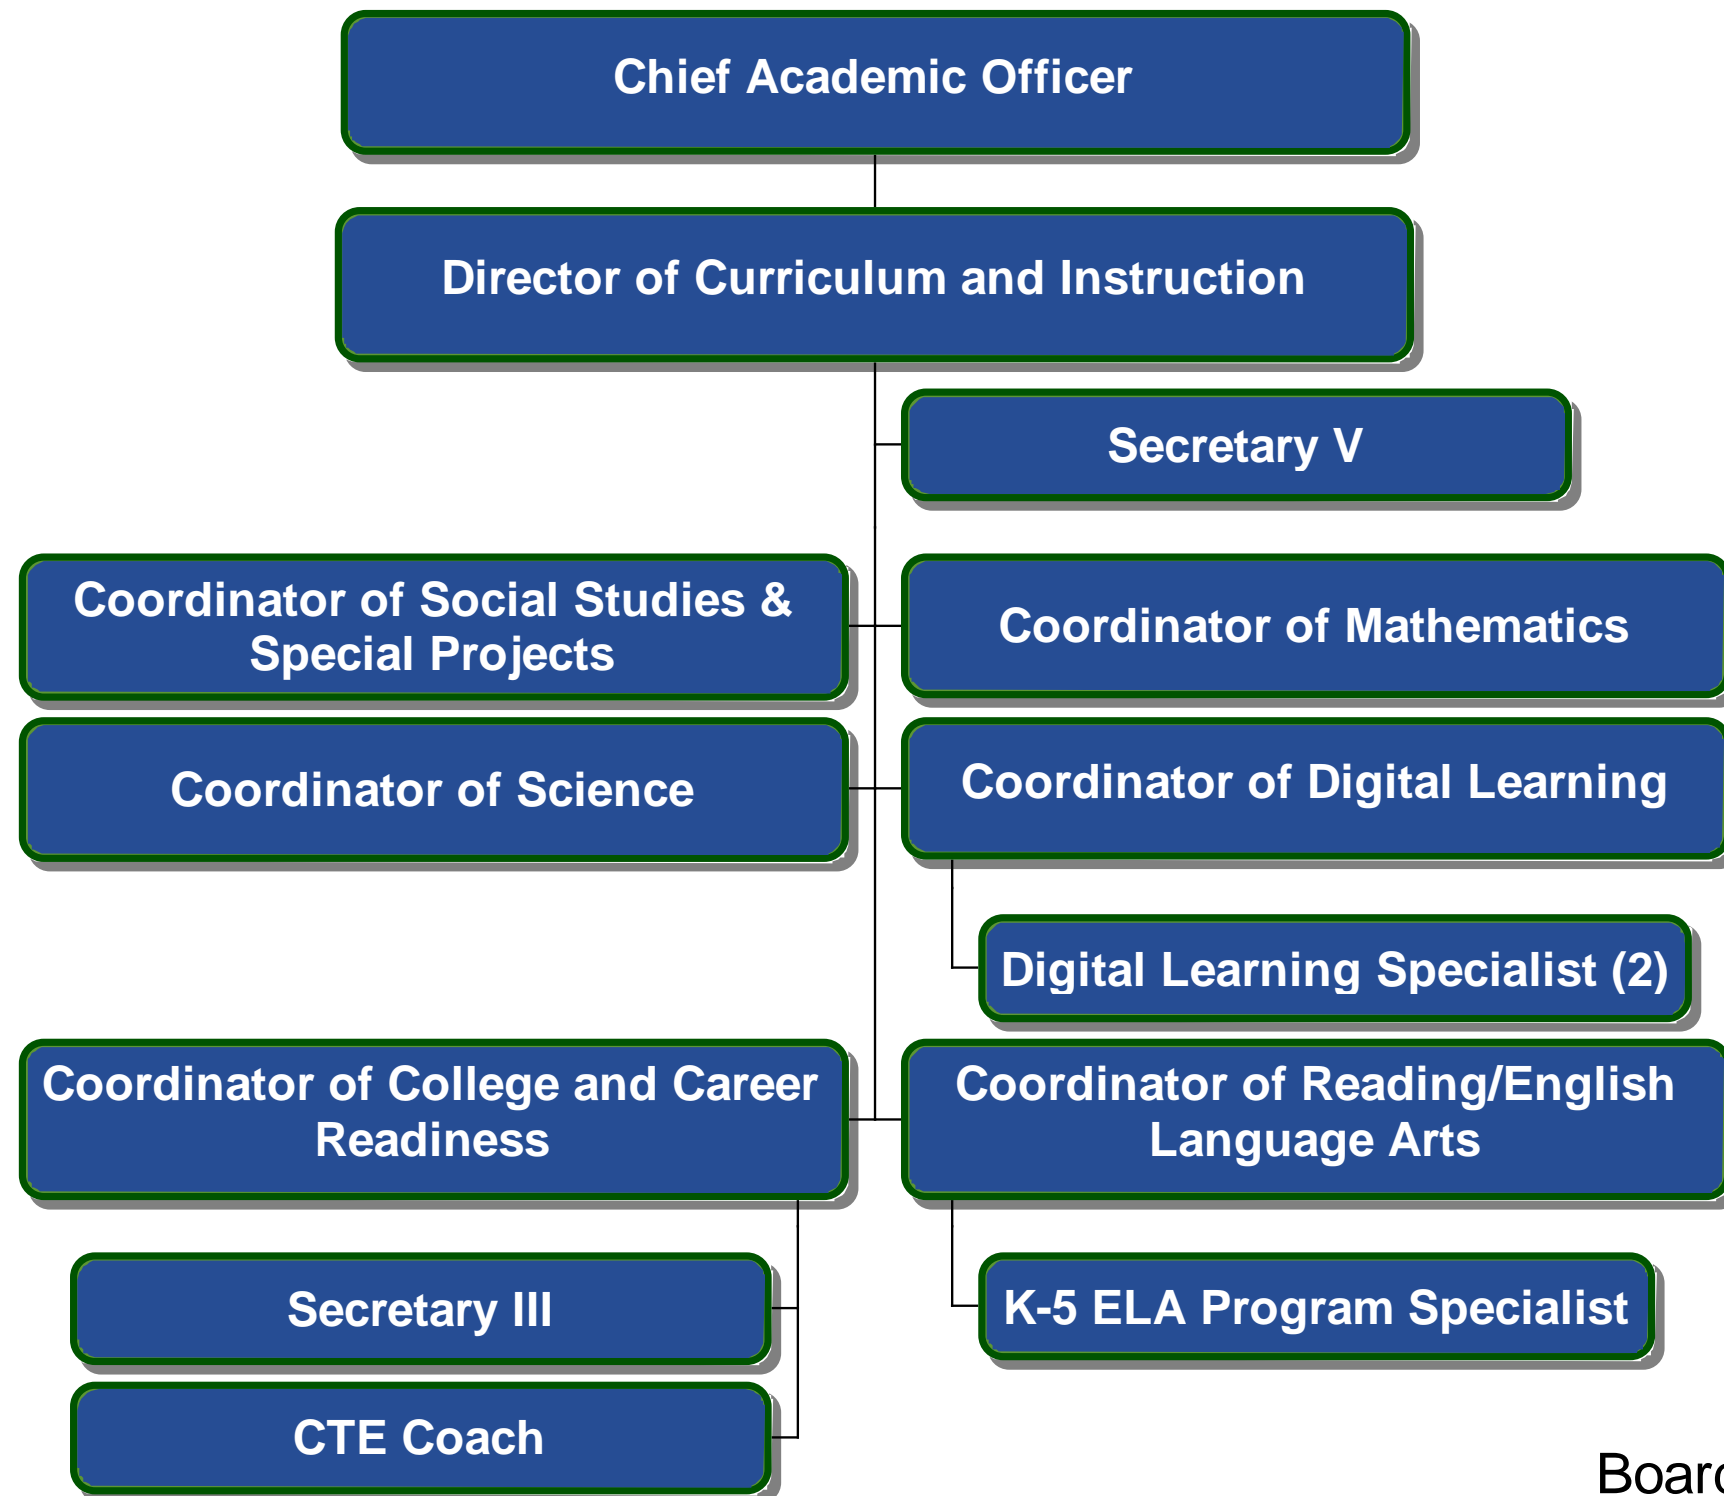 Chief Academic Officer
Director of Curriculum and Instruction
Secretary V
Coordinator of Social Studies &
Special Projects
Coordinator of Mathematics
Coordinator of Science
Coordinator of Digital Learning
Digital Learning Specialist (2)
Coordinator of College and Career
Readiness
Coordinator of Reading/English
Language Arts
Secretary III
K-5 ELA Program Specialist
CTE Coach